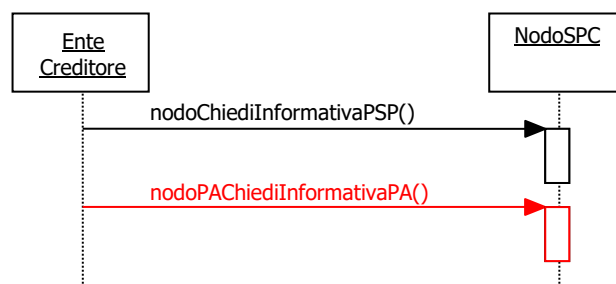 Ente
Creditore
NodoSPC
nodoChiediInformativaPSP()
nodoPAChiediInformativaPA()